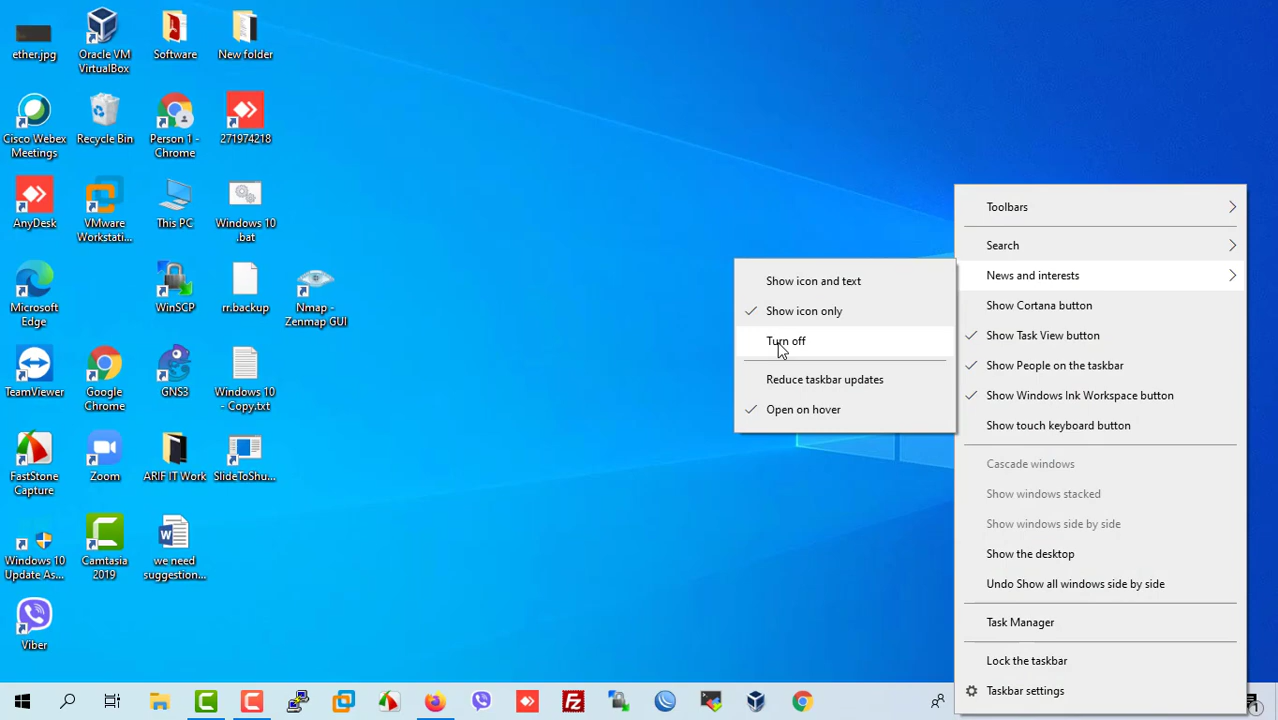 ether.jpg
Oracle VM
VirtualBox
Software
New folder
Cisco Webex
Meetings
Recycle Bin
Person 1 -
Chrome
271974218
AnyDesk
VMware
Workstati...
This PC
Windows 10
.bat
Microsoft
Edge
WinSCP
rr.backup
Nmap -
Zenmap GUI
TeamViewer
Google
Chrome
GNS3
Windows 10
- Copy.txt
FastStone
Capture
Zoom
ARIF IT Work
SlideToShu...
Windows 10
Update As...
Camtasia
2019
we need
suggestion...
Viber
Show icon and text
Show icon only
Turn off
Reduce taskbar updates
Open on hover
Toolbars
Search
News and interests
Show Cortana button
Show Task View button
Show People on the taskbar
Show Windows Ink Workspace button
Show touch keyboard button
Cascade windows
Show windows stacked
Show windows side by side
Show the desktop
Undo Show all windows side by side
Task Manager
Lock the taskbar
Taskbar settings
1